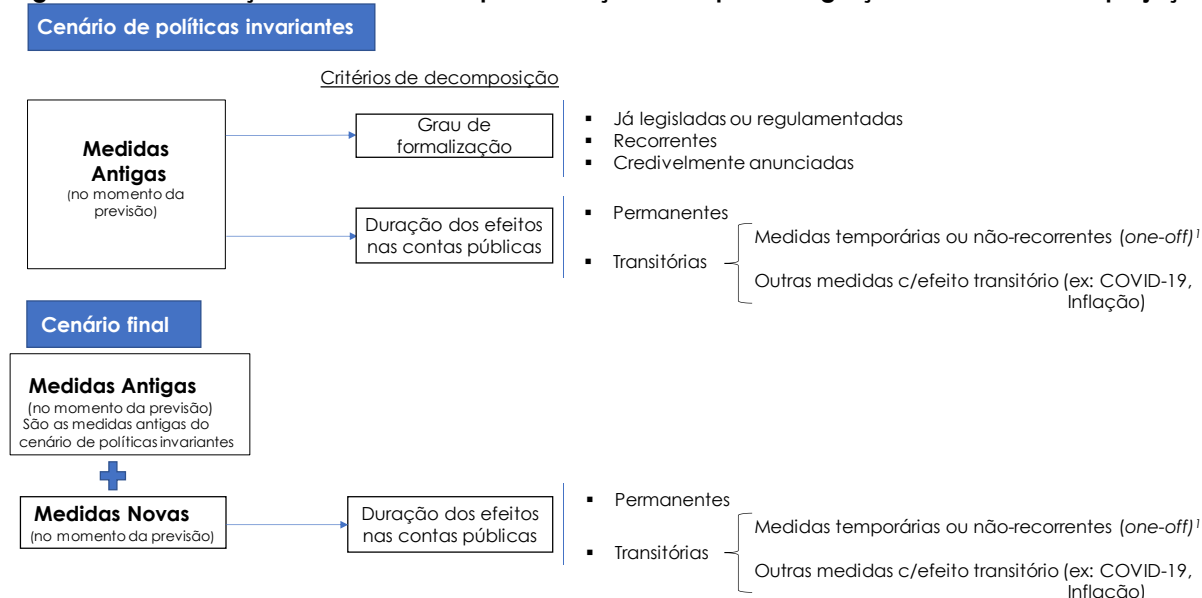 Cenário de políticas invariantes
Critérios de decomposição
Medidas
Antigas
(no momento da
previsão)
Grau de
formalização
▪ Já legisladas ou regulamentadas
▪ Recorrentes
▪ Credivelmente anunciadas
Duração dos efeitos
nas contas públicas
▪ Permanentes
▪ Transitórias
Medidas temporárias ou não-recorrentes (one-off)¹
Outras medidas c/efeito transitório (ex: COVID-19,
Inflação)
Cenário final
Medidas Antigas
(no momento da previsão)
São as medidas antigas do
cenário de políticas invariantes
Medidas Novas
(no momento da previsão)
Duração dos efeitos
nas contas públicas
▪ Permanentes
▪ Transitórias
Medidas temporárias ou não-recorrentes (one-off)¹
Outras medidas c/efeito transitório (ex: COVID-19,
Inflação)